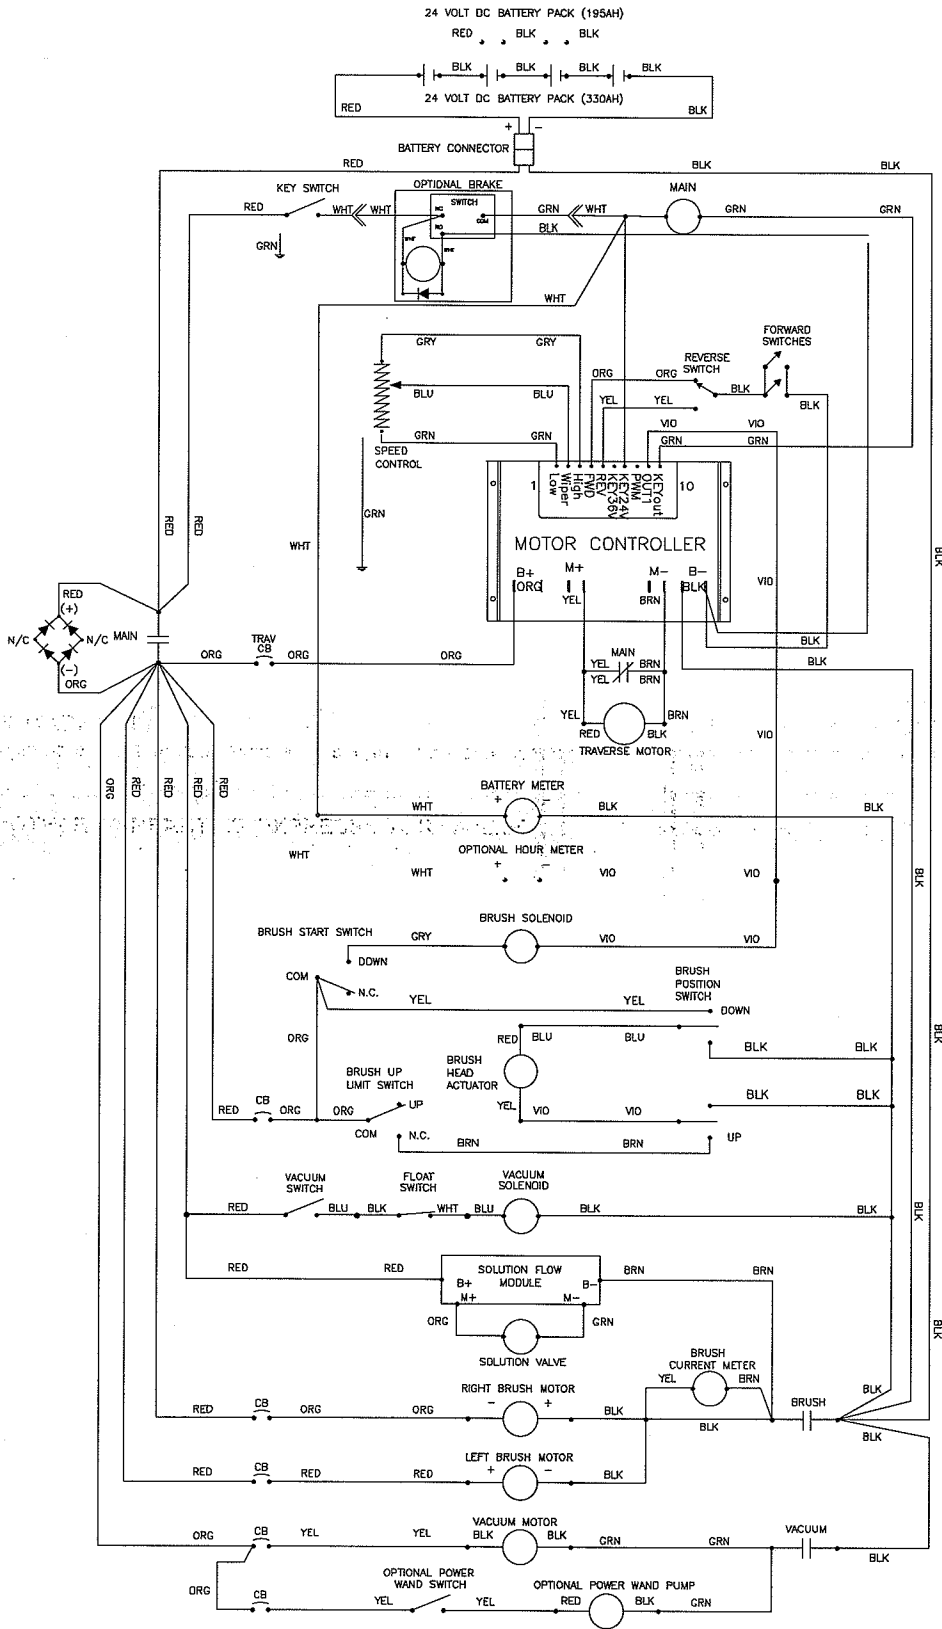 24 VOLT DC BATTERY PACK (195AH)
RED BLK BLK
BLK BLK BLK BLK
24 VOLT DC BATTERY PACK (330AH)
RED BLK
+ −
BATTERY CONNECTOR
RED BLK BLK
KEY SWITCH OPTIONAL BRAKE MAIN
SWITCH
RED WHT WHT NC COM GRN WHT GRN GRN
NO BLK
GRN
WHT WHT
WHT
GRY GRY
FORWARD
SWITCHES
REVERSE
SWITCH
ORG ORG
BLU BLU BLK
YEL YEL
BLK
VIO VIO
GRN GRN GRN GRN
SPEED
CONTROL
1 Low Wiper High FWD REV KEY36V KEY24V PWM OUT1 KEYout 10
GRN
RED RED
WHT
MOTOR CONTROLLER
BLK
B+ M+ M− B−
ORG BLK
YEL BRN
VIO
RED
(+)
N/C N/C MAIN
(−)
ORG
ORG TRAV
CB
ORG ORG
BLK
BLK
MAIN
YEL BRN
YEL BRN
YEL BRN
RED BLK
TRAVERSE MOTOR
VIO
ORG RED RED RED RED
BATTERY METER
WHT + − BLK BLK
WHT
OPTIONAL HOUR METER
WHT + − VIO VIO
BLK
BRUSH SOLENOID
BRUSH START SWITCH
GRY VIO VIO
DOWN
COM
N.C.
BRUSH
POSITION
SWITCH
YEL YEL
DOWN
ORG
RED BLU BLU
BLK BLK
BLK
BRUSH
HEAD
ACTUATOR
BRUSH UP
LIMIT SWITCH
RED CB ORG ORG
UP
YEL VIO VIO
BLK BLK
COM N.C.
BRN BRN
UP
VACUUM
SWITCH
FLOAT
SWITCH
VACUUM
SOLENOID
RED BLU BLK WHT BLU BLK BLK
BLK
RED RED
SOLUTION FLOW
MODULE
B+ B−
M+ M−
BRN BRN
ORG GRN
SOLUTION VALVE
BLK
BRUSH
CURRENT METER
YEL BRN
RIGHT BRUSH MOTOR
RED CB ORG ORG − + BLK BLK
BRUSH
BLK
BLK
LEFT BRUSH MOTOR
RED CB RED RED + − BLK
VACUUM MOTOR
ORG CB YEL YEL BLK BLK GRN GRN
VACUUM
BLK
OPTIONAL POWER
WAND SWITCH
OPTIONAL POWER WAND PUMP
ORG CB YEL YEL RED BLK GRN